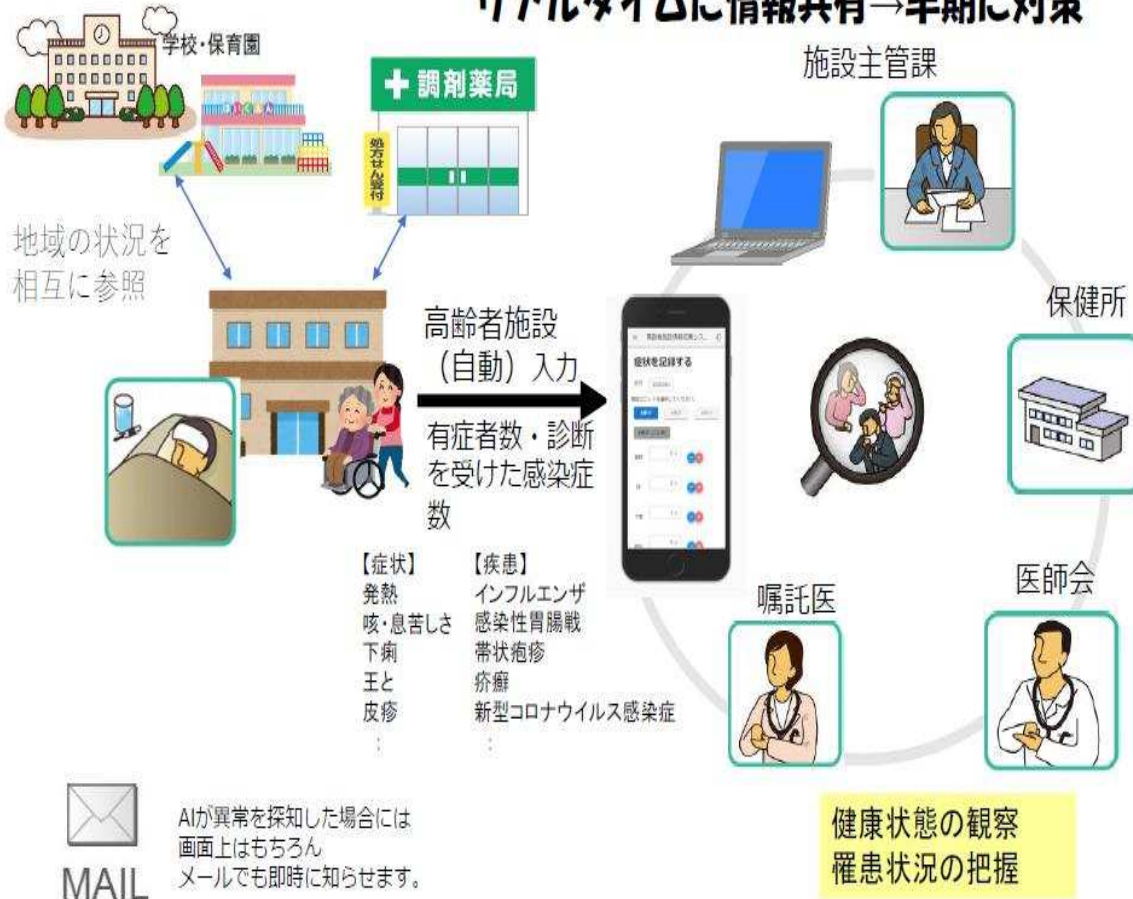 リアルタイムに情報共有→早期に対策
学校・保育園
ほいくえん
調剤薬局
処方せん受付
施設主管課
地域の状況を
相互に参照
高齢者施設
（自動）入力
有症者数・診断
を受けた感染症
数
症状を記録する
保健所
【症状】
発熱
咳・息苦しさ
下痢
王と
皮疹
：
【疾患】
インフルエンザ
感染性胃腸戦
帯状疱疹
疥癬
新型コロナウイルス感染症
：
嘱託医
医師会
MAIL
AIが異常を探知した場合には
画面上はもちろん
メールでも即時に知らせます。
健康状態の観察
罹患状況の把握